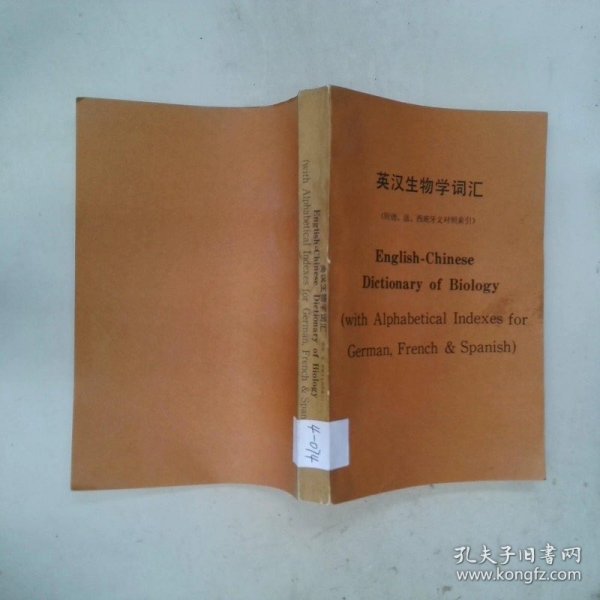 英汉生物学词汇
(附德、法、西班牙文对照索引)
English-Chinese
Dictionary of Biology
(with Alphabetical Indexes for
German, French & Spanish)
英汉生物学词汇
English-Chinese Dictionary of Biology
(with Alphabetical Indexes for German, French & Span
4-074
孔夫子旧书网
www.kongfz.com